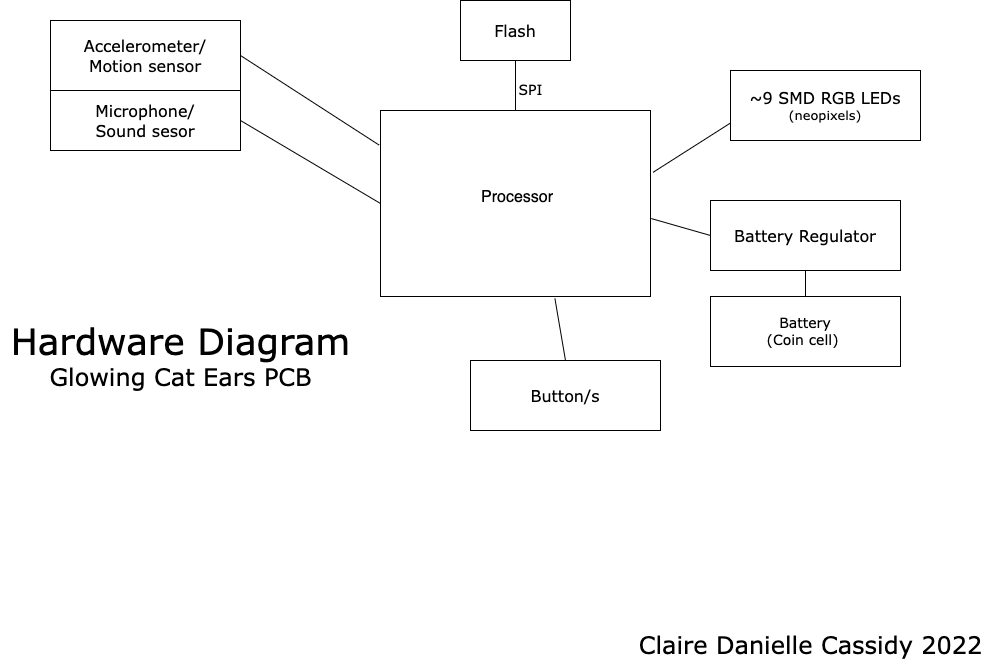 Flash
Accelerometer/
Motion sensor
SPI
~9 SMD RGB LEDs
(neopixels)
Microphone/
Sound sesor
Processor
Battery Regulator
Battery
(Coin cell)
Hardware Diagram
Glowing Cat Ears PCB
Button/s
Claire Danielle Cassidy 2022